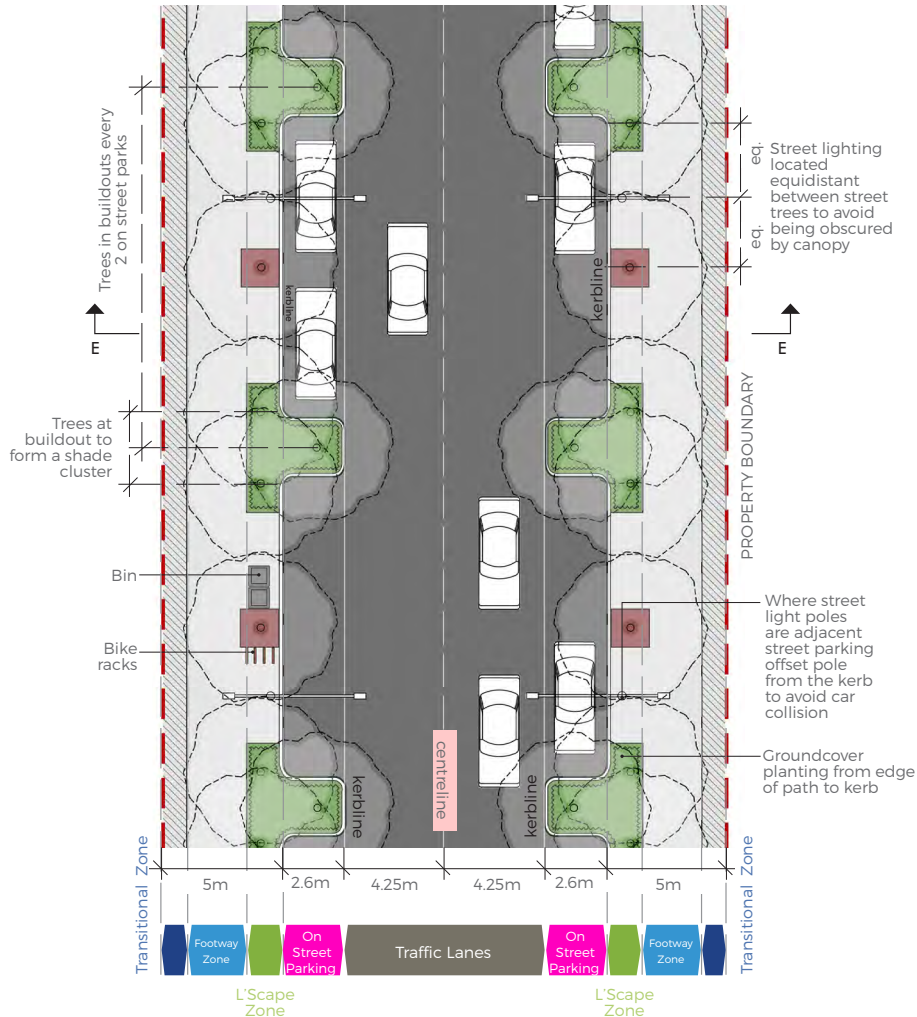 Trees in buildouts every
2 on street parks
eq.
eq.
Street lighting
located
equidistant
between street
trees to avoid
being obscured
by canopy
kerbline
kerbline
E
E
Trees at
buildout to
form a shade
cluster
PROPERTY BOUNDARY
Bin
Bike
racks
Where street
light poles
are adjacent
street parking
offset pole
from the kerb
to avoid car
collision
Groundcover
planting from edge
of path to kerb
centreline
kerbline
kerbline
Transitional Zone
5m
2.6m
4.25m
4.25m
2.6m
5m
Transitional Zone
Footway
Zone
On
Street
Parking
Traffic Lanes
On
Street
Parking
Footway
Zone
L'Scape
Zone
L'Scape
Zone